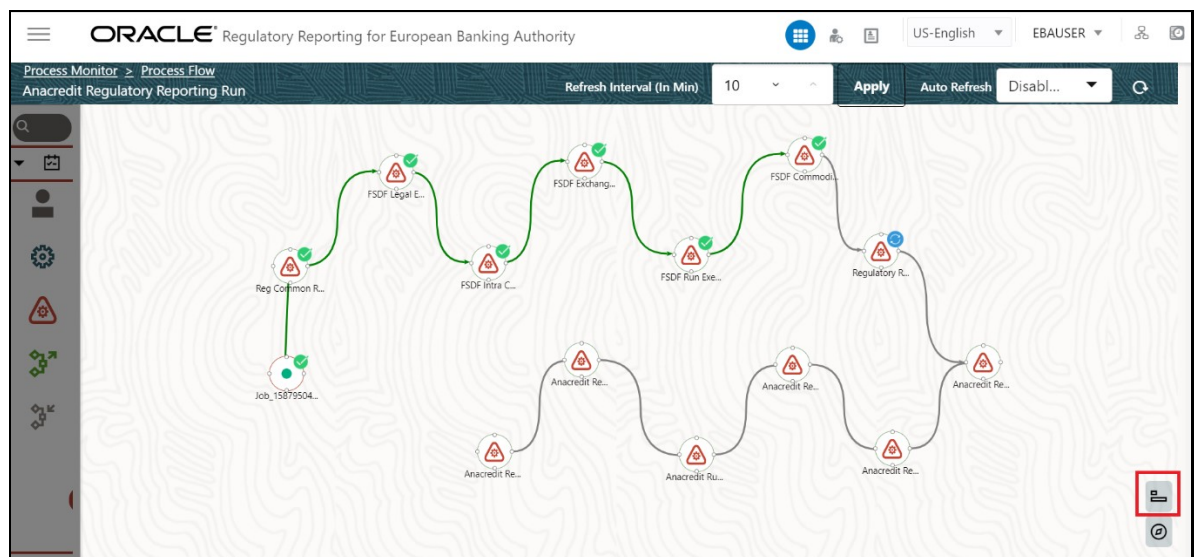 ORACLE® Regulatory Reporting for European Banking Authority
US-English
EBAUSER
Process Monitor > Process Flow
Anacredit Regulatory Reporting Run
Refresh Interval (In Min)
10
Apply
Auto Refresh
Disabl...
FSDF Legal E...
FSDF Exchang...
FSDF Commodi...
Reg Common R...
FSDF Intra C...
FSDF Run Exe...
Regulatory R...
Job_15879504...
Anacredit Re...
Anacredit Re...
Anacredit Re...
Anacredit Re...
Anacredit Ru...
Anacredit Re...